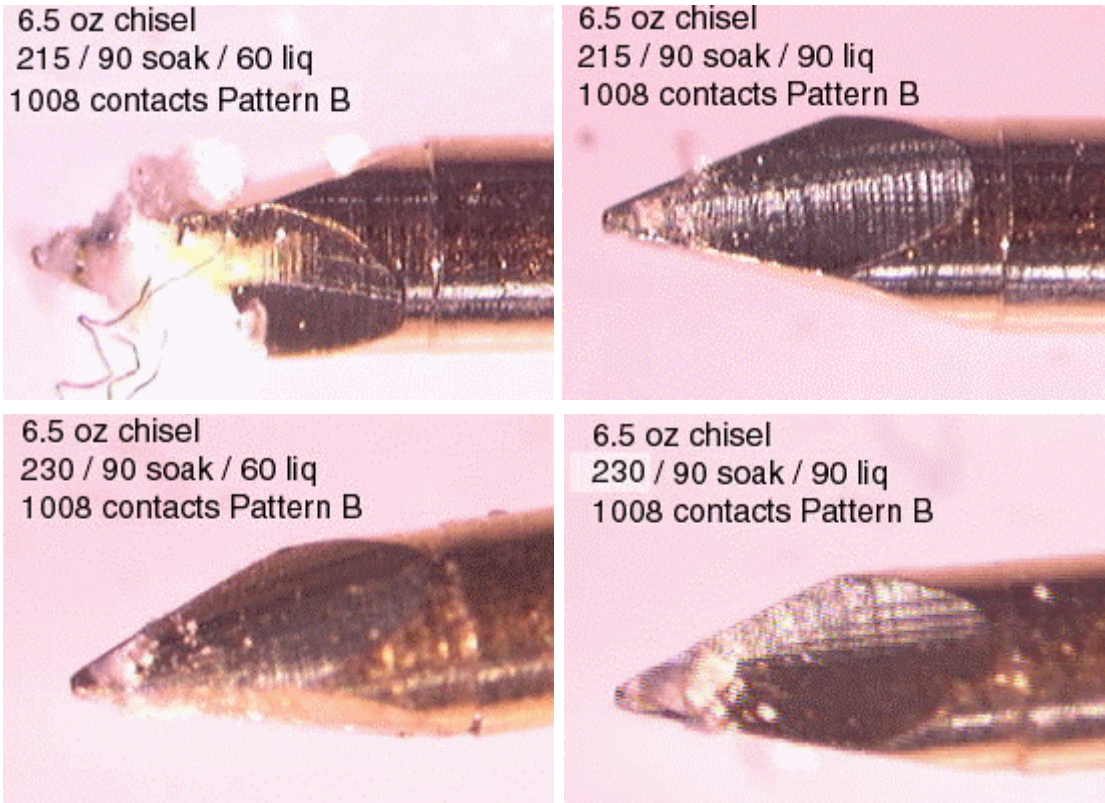 6.5 oz chisel
215 / 90 soak / 60 liq
1008 contacts Pattern B
6.5 oz chisel
215 / 90 soak / 90 liq
1008 contacts Pattern B
6.5 oz chisel
230 / 90 soak / 60 liq
1008 contacts Pattern B
6.5 oz chisel
230 / 90 soak / 90 liq
1008 contacts Pattern B